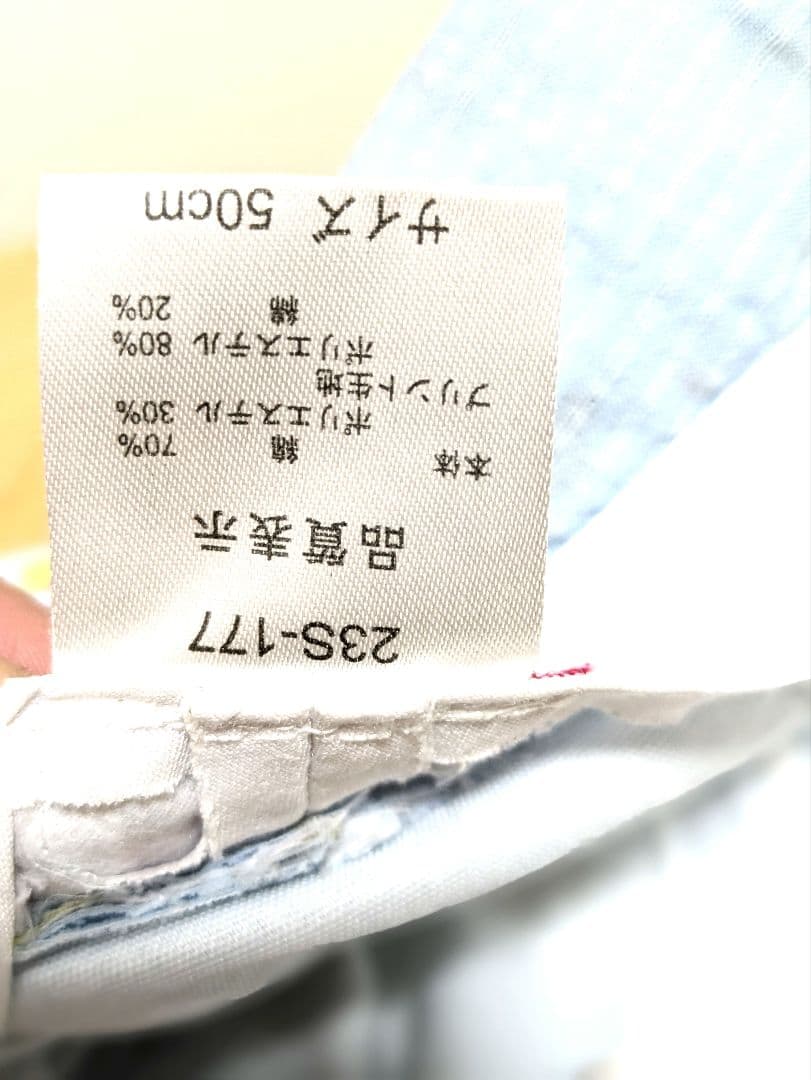 23S-177
品質表示
本体
綿 70%
ポリエステル 30%
プリント生地
ポリエステル 80%
綿 20%
サイズ 50cm